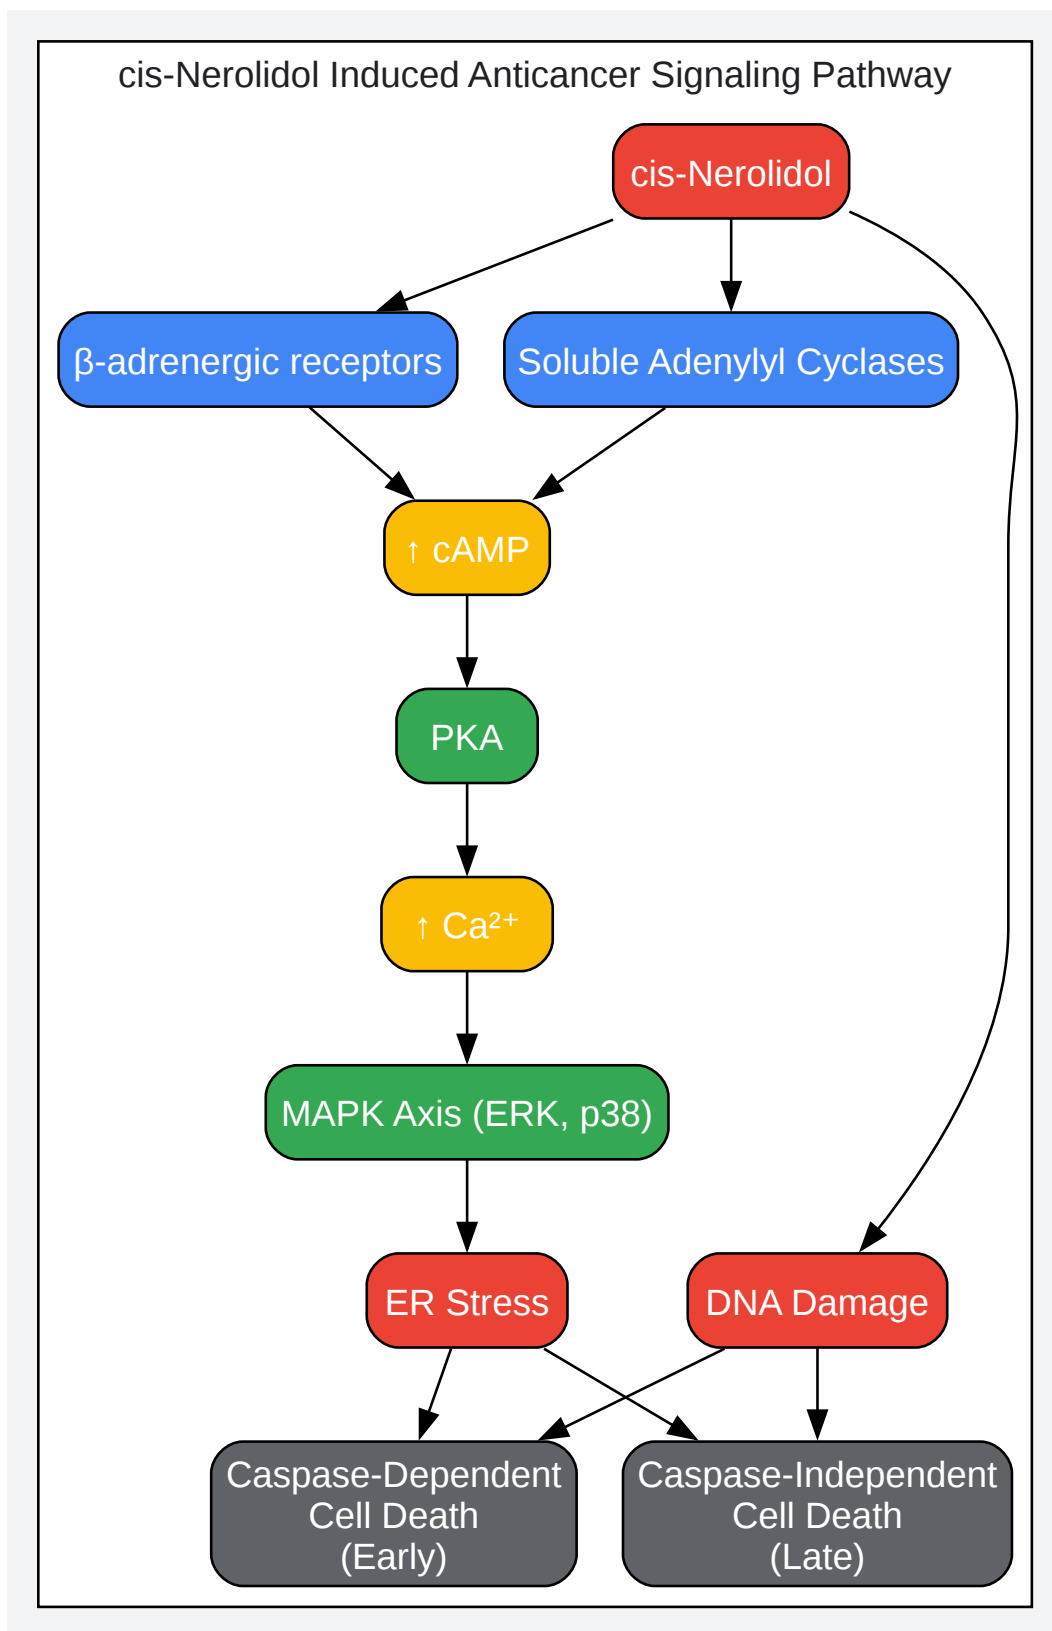 cis-Nerolidol Induced Anticancer Signaling Pathway
cis-Nerolidol
β-adrenergic receptors
Soluble Adenylyl Cyclases
↑ cAMP
PKA
↑ Ca²⁺
MAPK Axis (ERK, p38)
ER Stress
DNA Damage
Caspase-Dependent
Cell Death
(Early)
Caspase-Independent
Cell Death
(Late)